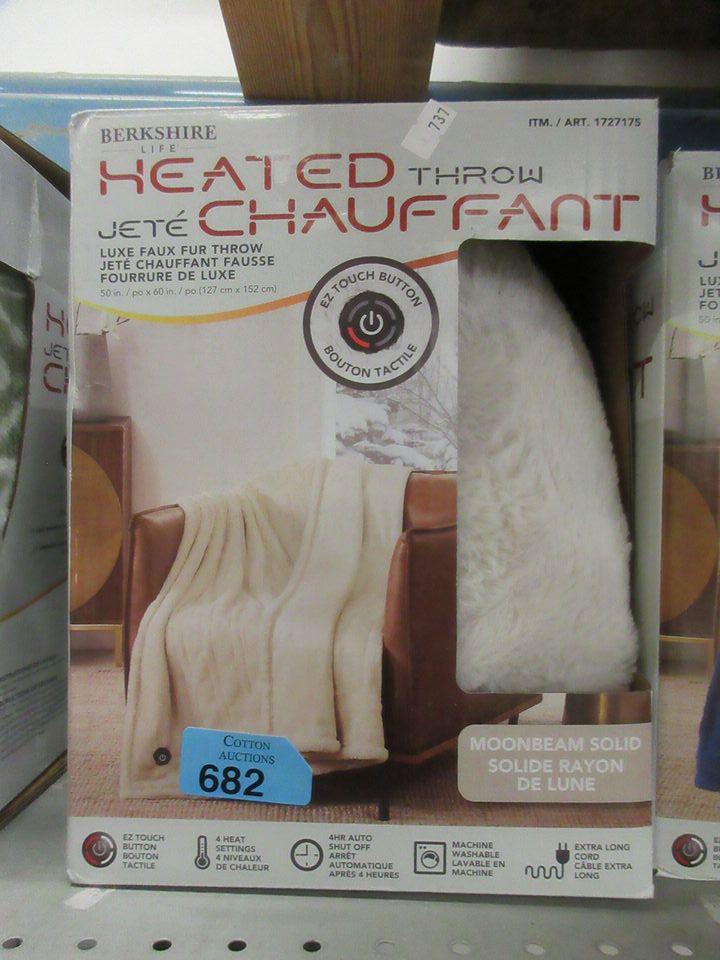 BERKSHIRE
LIFE
737
ITM. / ART. 1727175
HEATED THROW
JETÉ CHAUFFANT
LUXE FAUX FUR THROW
JETÉ CHAUFFANT FAUSSE
FOURRURE DE LUXE
50 in. / po x 60 in. / po (127 cm x 152 cm)
EZ TOUCH BUTTON
BOUTON TACTILE
COTTON
AUCTIONS
682
MOONBEAM SOLID
SOLIDE RAYON
DE LUNE
EZ TOUCH
BUTTON
BOUTON
TACTILE
4 HEAT
SETTINGS
4 NIVEAUX
DE CHALEUR
4HR AUTO
SHUT OFF
ARRÊT
AUTOMATIQUE
APRÈS 4 HEURES
MACHINE
WASHABLE
LAVABLE EN
MACHINE
EXTRA LONG
CORD
CÂBLE EXTRA
LONG